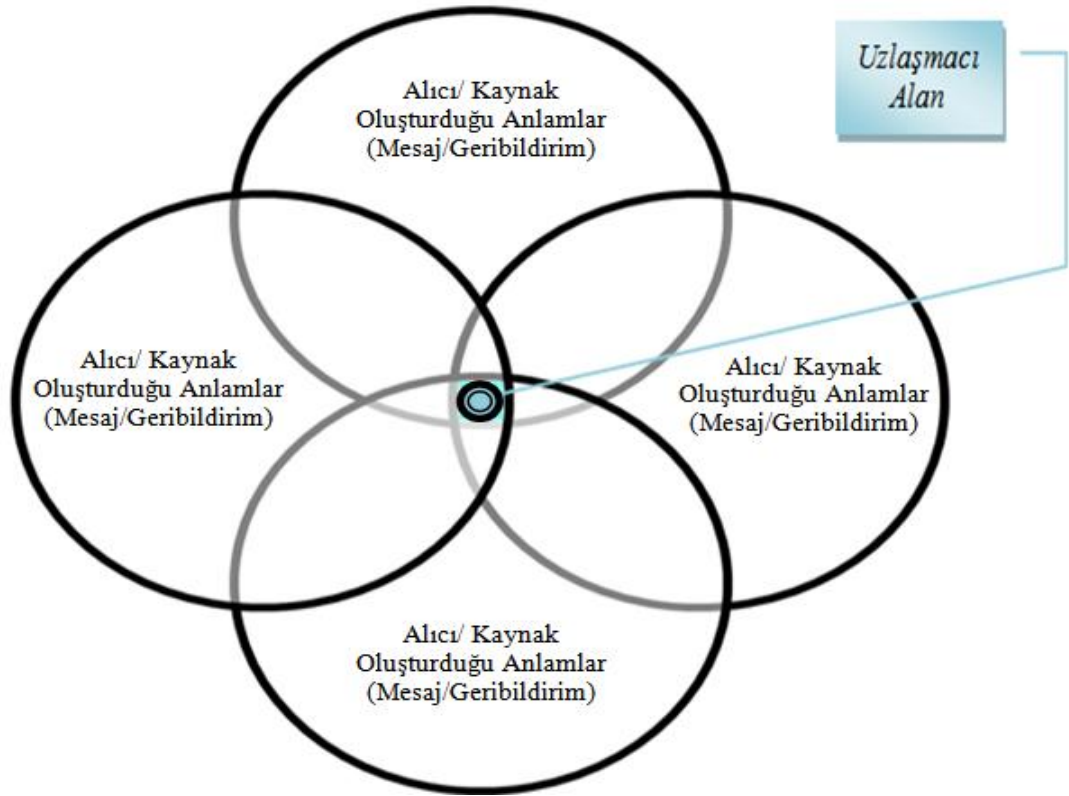 Uzlaşmacı
Alan
Alıcı/ Kaynak
Oluşturduğu Anlamlar
(Mesaj/Geribildirim)
Alıcı/ Kaynak
Oluşturduğu Anlamlar
(Mesaj/Geribildirim)
Alıcı/ Kaynak
Oluşturduğu Anlamlar
(Mesaj/Geribildirim)
Alıcı/ Kaynak
Oluşturduğu Anlamlar
(Mesaj/Geribildirim)